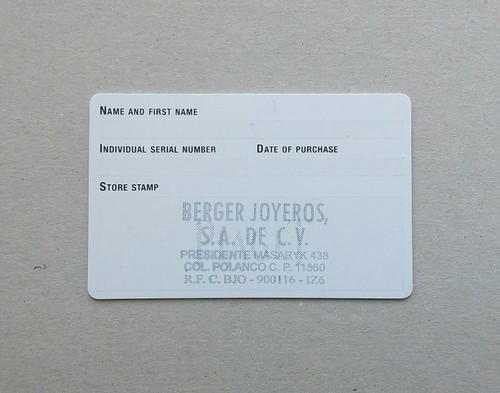 NAME AND FIRST NAME
INDIVIDUAL SERIAL NUMBER DATE OF PURCHASE
STORE STAMP
BERGER JOYEROS,
S.A. DE C.V.
PRESIDENTE MASARYK 438
COL. POLANCO C. P. 11560
R.F. C. BJO - 900116 - 1Z6